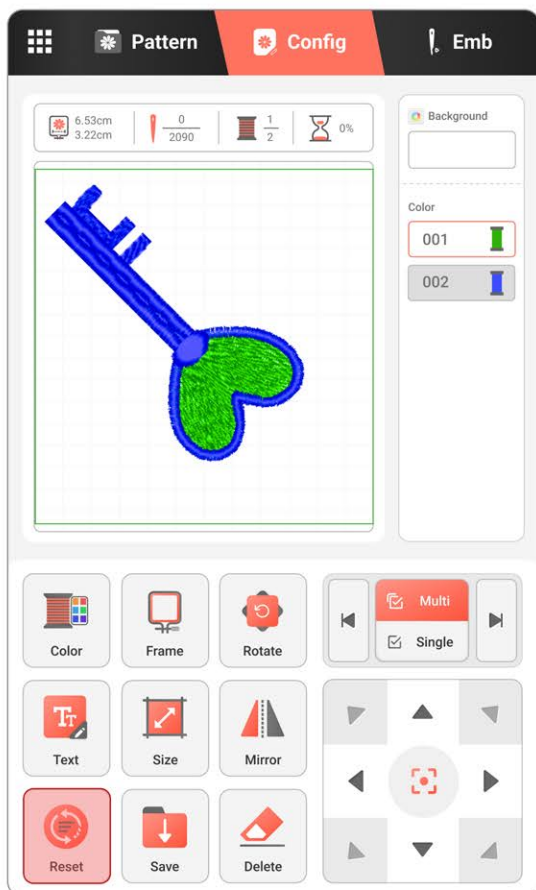 Pattern
Config
Emb
6.53cm
3.22cm
0
2090
1
2
0%
Background
Color
001
002
Color
Frame
Rotate
Multi
Single
Text
Size
Mirror
Reset
Save
Delete